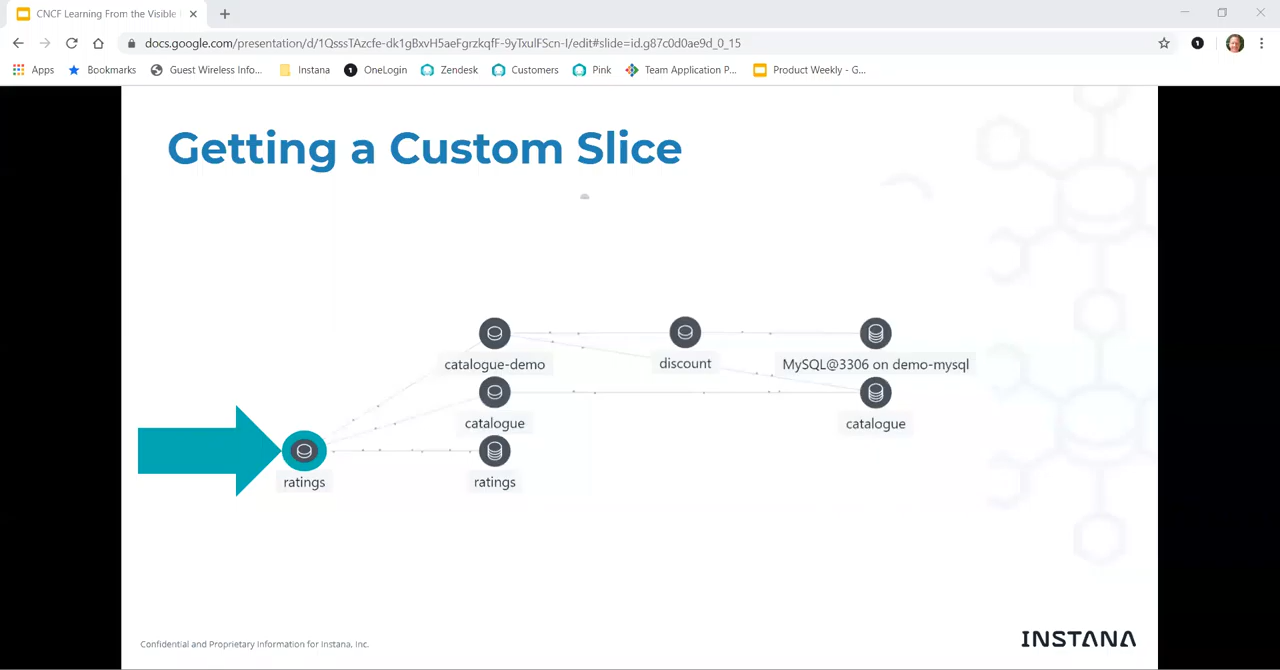 CNCF Learning From the Visible
docs.google.com/presentation/d/1QsssTAzcfe-dk1gBxvH5aeFgrzkqfF-9yTxulFScn-I/edit#slide=id.g87c0d0ae9d_0_15
Apps Bookmarks Guest Wireless Info... Instana 1 OneLogin Zendesk Customers Pink Team Application P... Product Weekly - G...
Getting a Custom Slice
catalogue-demo discount MySQL@3306 on demo-mysql
catalogue catalogue
ratings ratings
Confidential and Proprietary Information for Instana, Inc.
INSTANA